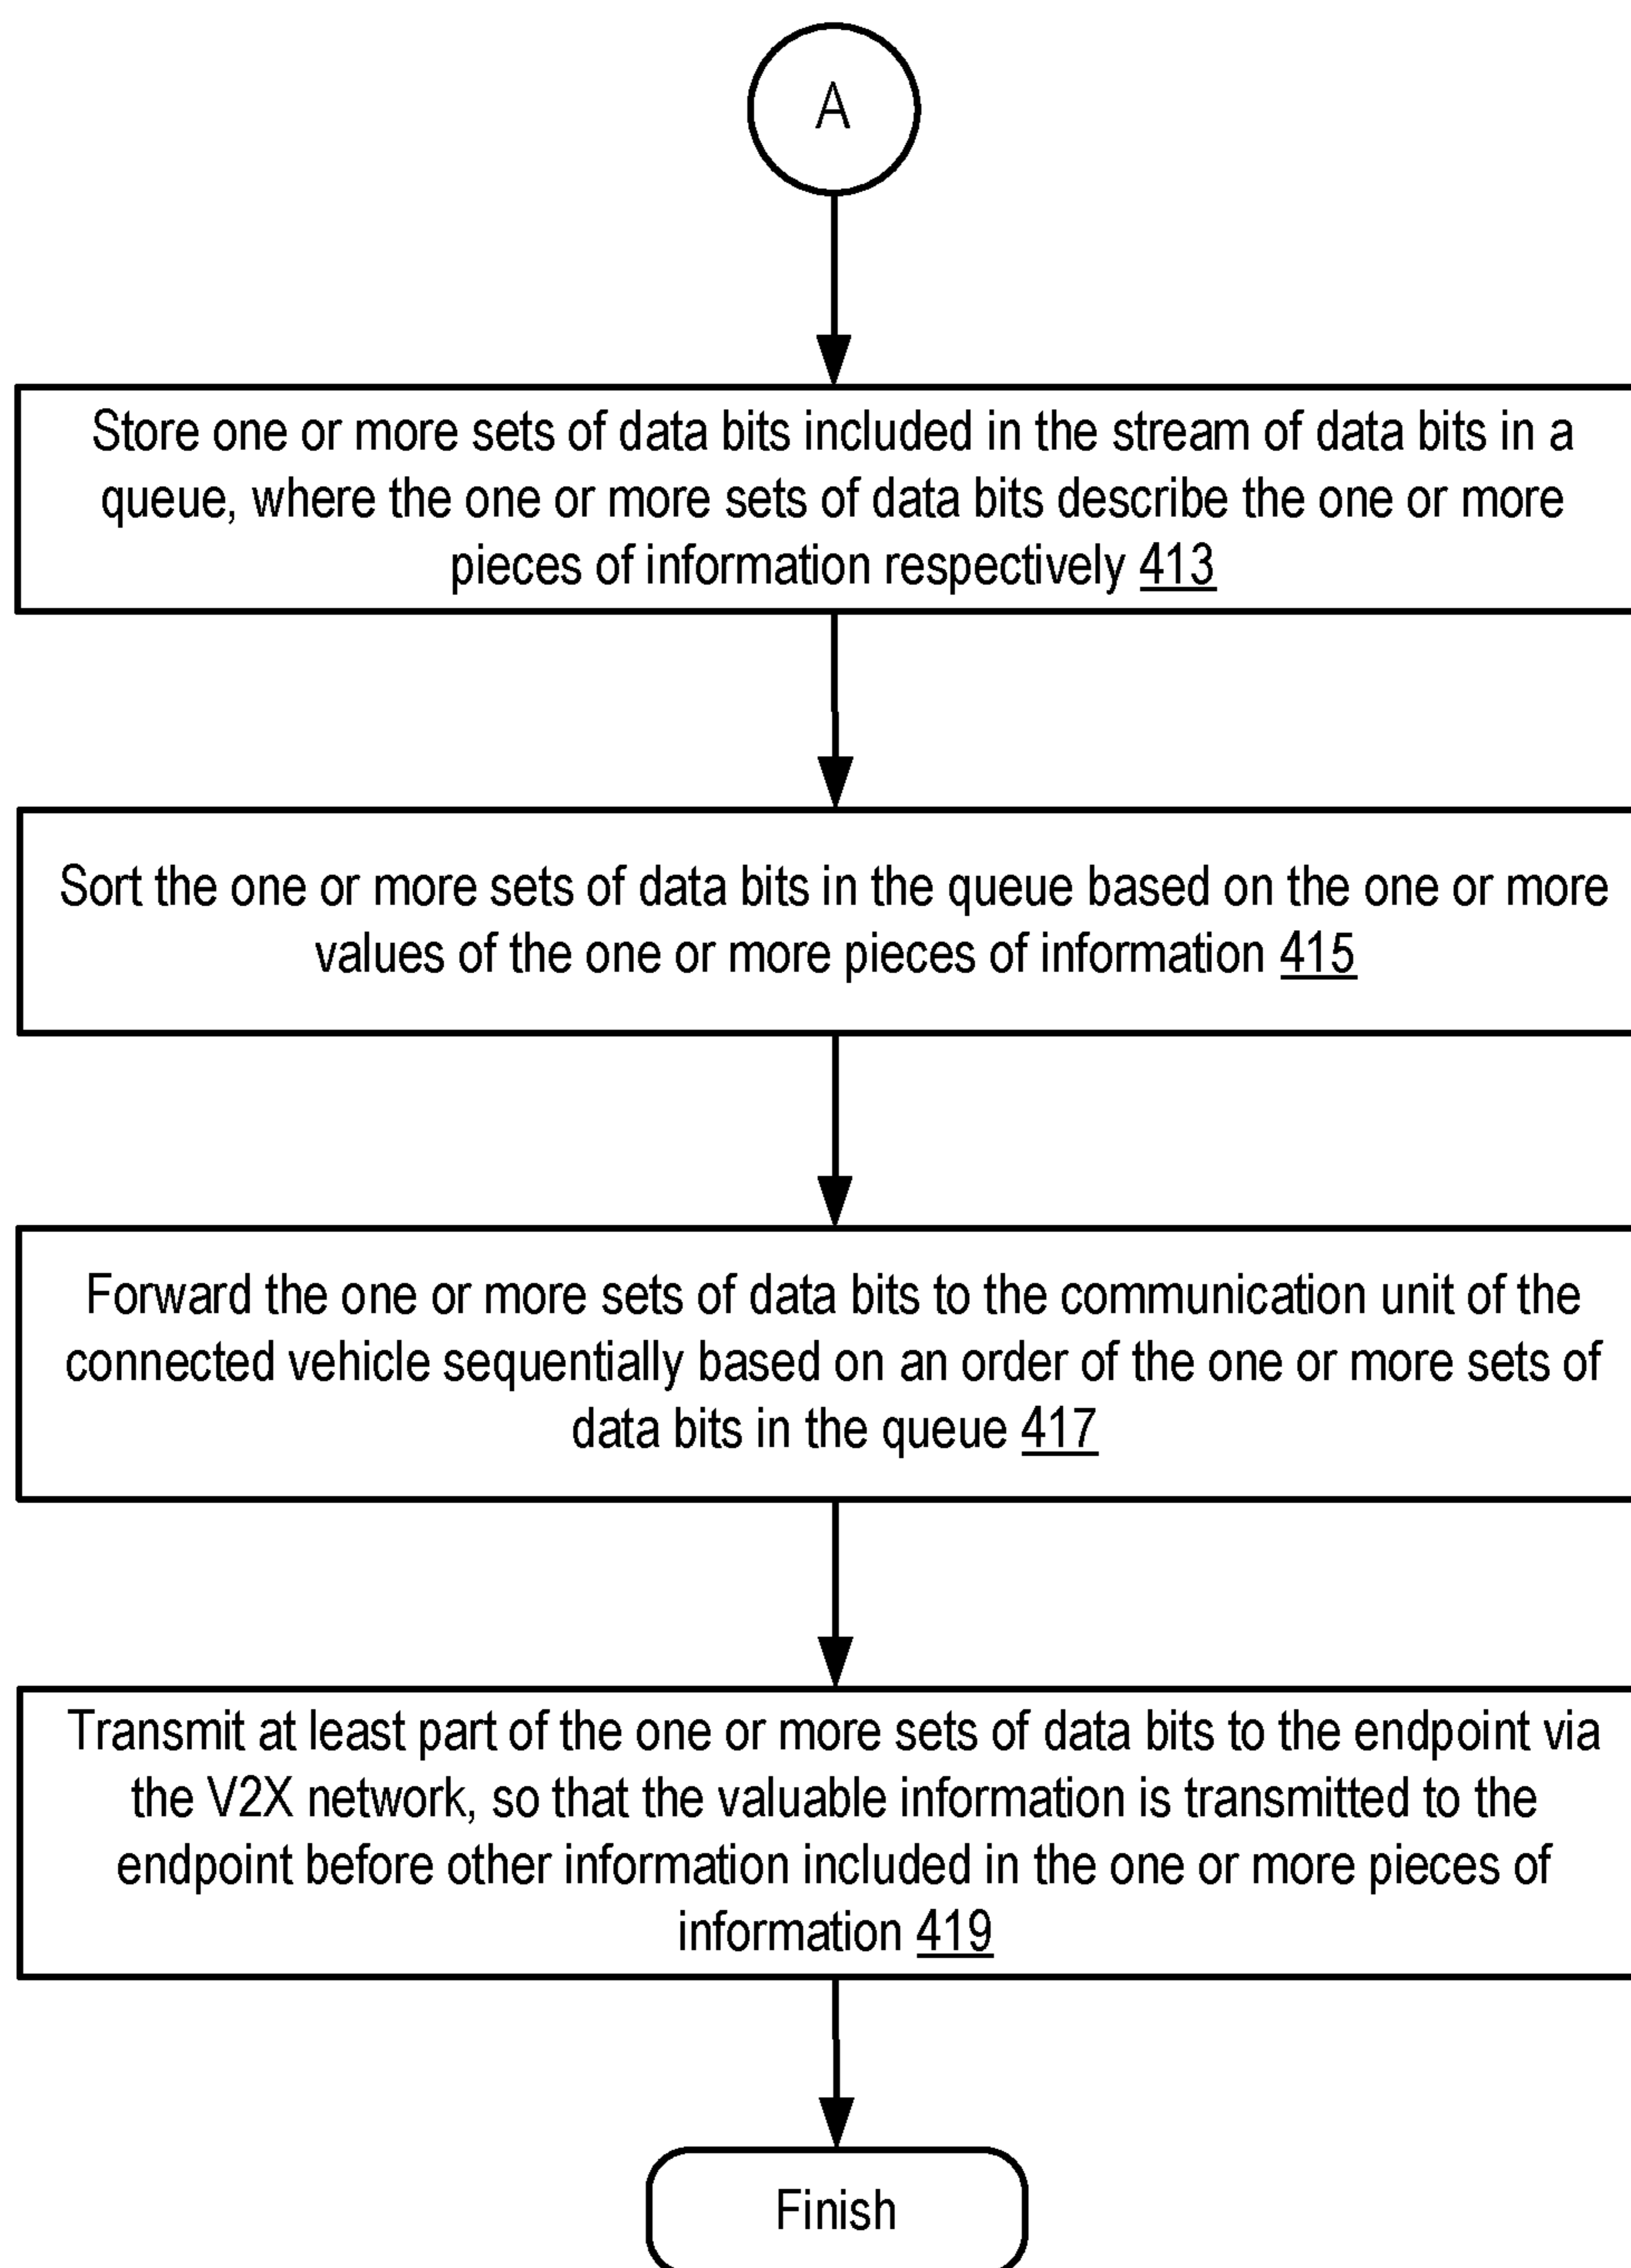 A
Store one or more sets of data bits included in the stream of data bits in a
queue, where the one or more sets of data bits describe the one or more
pieces of information respectively 413
Sort the one or more sets of data bits in the queue based on the one or more
values of the one or more pieces of information 415
Forward the one or more sets of data bits to the communication unit of the
connected vehicle sequentially based on an order of the one or more sets of
data bits in the queue 417
Transmit at least part of the one or more sets of data bits to the endpoint via
the V2X network, so that the valuable information is transmitted to the
endpoint before other information included in the one or more pieces of
information 419
Finish